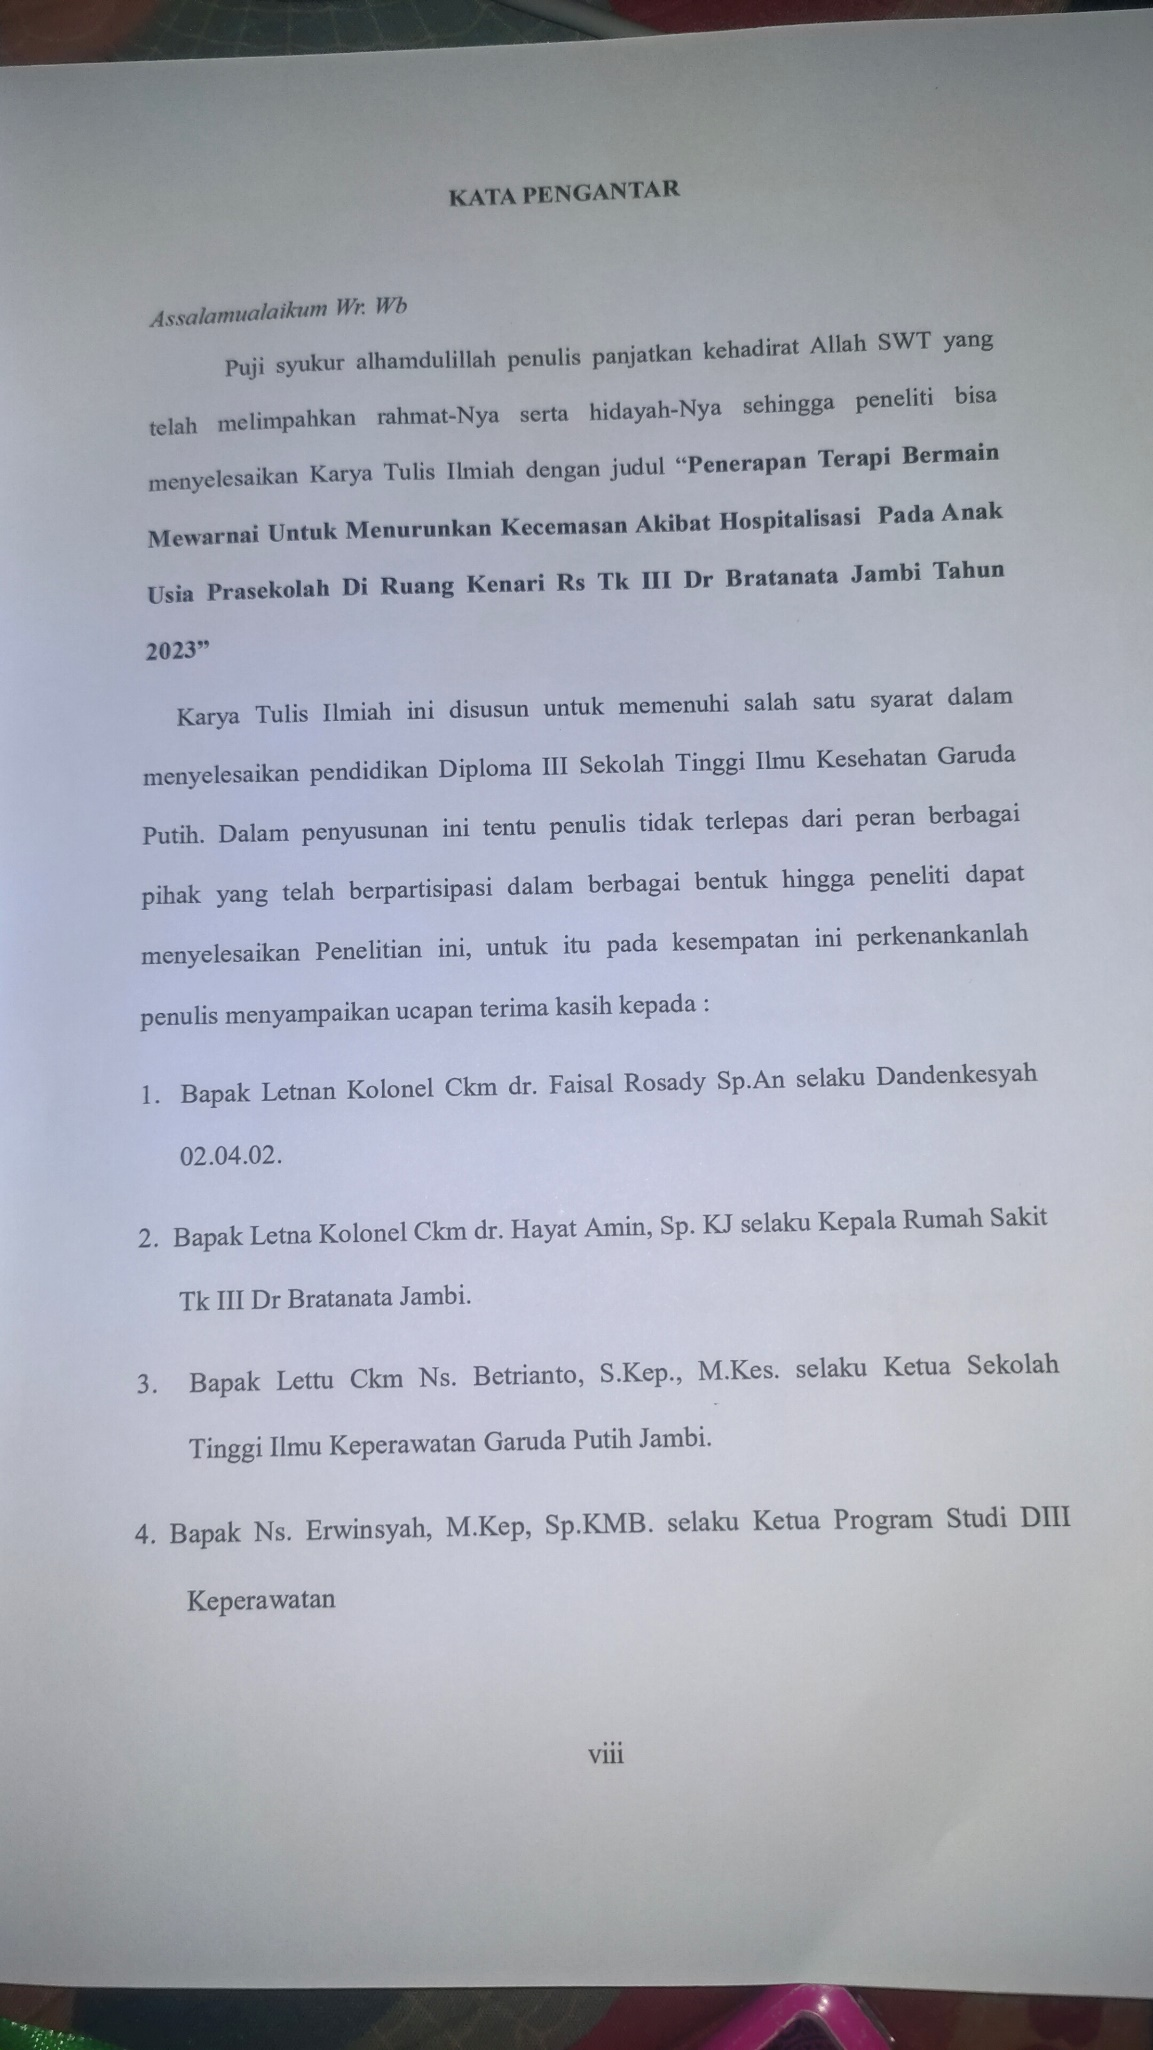 KATA PENGANTAR
Assalamualaikum Wr. Wb
Puji syukur alhamdulillah penulis panjatkan kehadirat Allah SWT yang
telah melimpahkan rahmat-Nya serta hidayah-Nya sehingga peneliti bisa
menyelesaikan Karya Tulis Ilmiah dengan judul “Penerapan Terapi Bermain
Mewarnai Untuk Menurunkan Kecemasan Akibat Hospitalisasi Pada Anak
Usia Prasekolah Di Ruang Kenari Rs Tk III Dr Bratanata Jambi Tahun
2023”
Karya Tulis Ilmiah ini disusun untuk memenuhi salah satu syarat dalam
menyelesaikan pendidikan Diploma III Sekolah Tinggi Ilmu Kesehatan Garuda
Putih. Dalam penyusunan ini tentu penulis tidak terlepas dari peran berbagai
pihak yang telah berpartisipasi dalam berbagai bentuk hingga peneliti dapat
menyelesaikan Penelitian ini, untuk itu pada kesempatan ini perkenankanlah
penulis menyampaikan ucapan terima kasih kepada :
1. Bapak Letnan Kolonel Ckm dr. Faisal Rosady Sp.An selaku Dandenkesyah
02.04.02.
2. Bapak Letna Kolonel Ckm dr. Hayat Amin, Sp. KJ selaku Kepala Rumah Sakit
Tk III Dr Bratanata Jambi.
3. Bapak Lettu Ckm Ns. Betrianto, S.Kep., M.Kes. selaku Ketua Sekolah
Tinggi Ilmu Keperawatan Garuda Putih Jambi.
4. Bapak Ns. Erwinsyah, M.Kep, Sp.KMB. selaku Ketua Program Studi DIII
Keperawatan
viii